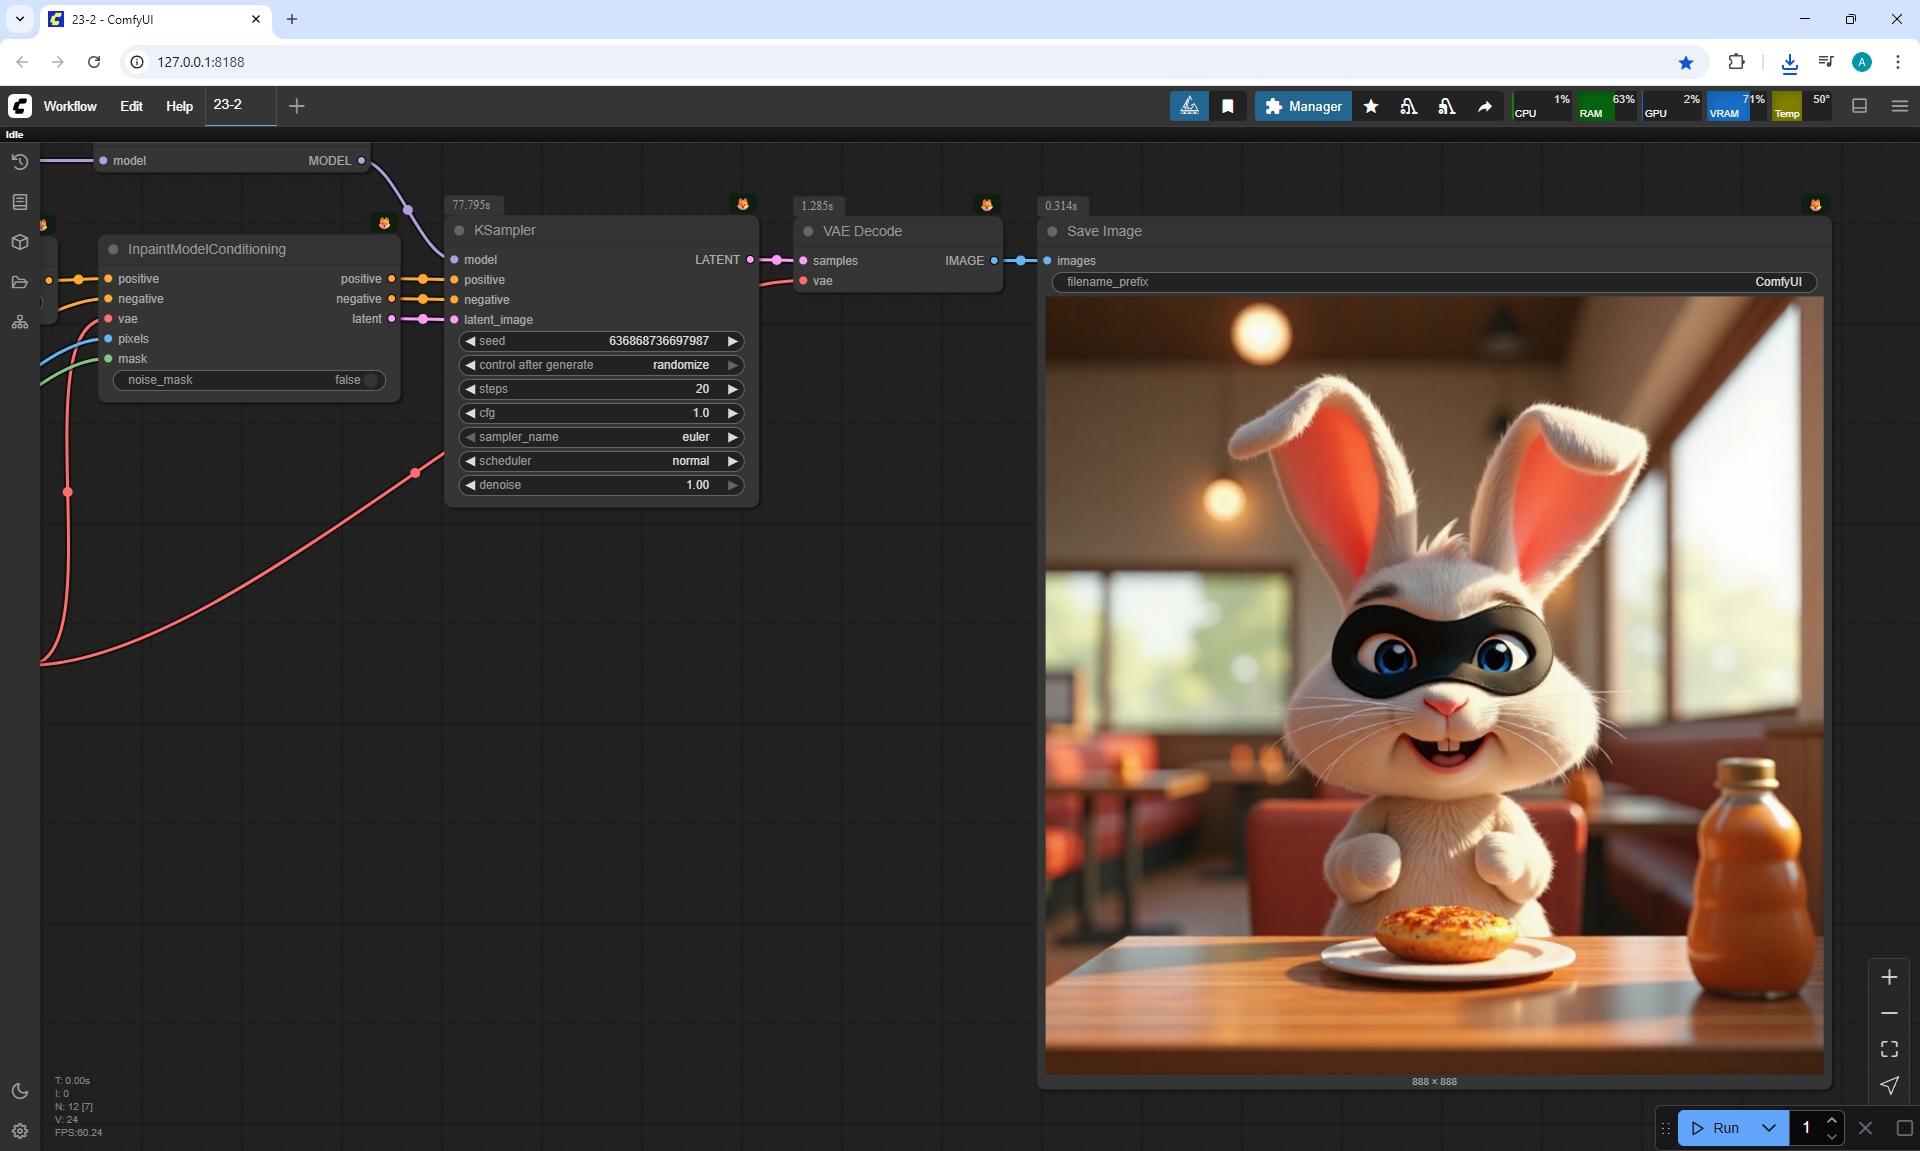 23-2 - ComfyUI
127.0.0.1:8188
A
Workflow Edit Help 23-2
Manager
CPU 1% RAM 63% GPU 2% VRAM 71% Temp 50°
Idle
model MODEL
77.795s
1.285s
0.314s
InpaintModelConditioning
positive positive
negative negative
vae latent
pixels
mask
noise_mask false
KSampler
model LATENT
positive
negative
latent_image
seed 636868736697987
control after generate randomize
steps 20
cfg 1.0
sampler_name euler
scheduler normal
denoise 1.00
VAE Decode
samples IMAGE
vae
Save Image
images
filename_prefix ComfyUI
888 × 888
T: 0.00s
I: 0
N: 12 [7]
V: 24
FPS:60.24
Run 1